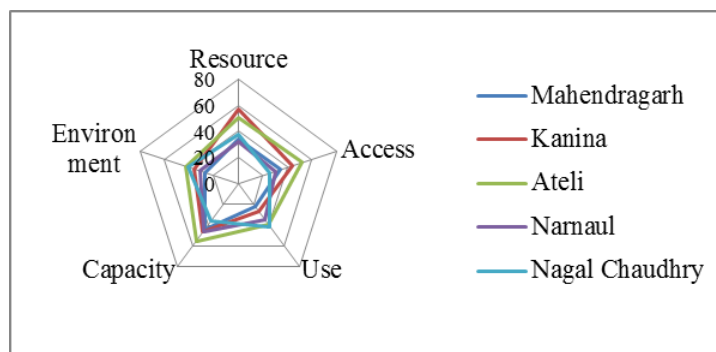 Resource
80
60
40
20
0
Environ
ment
Access
Capacity
Use
Mahendragarh
Kanina
Ateli
Narnaul
Nagal Chaudhry